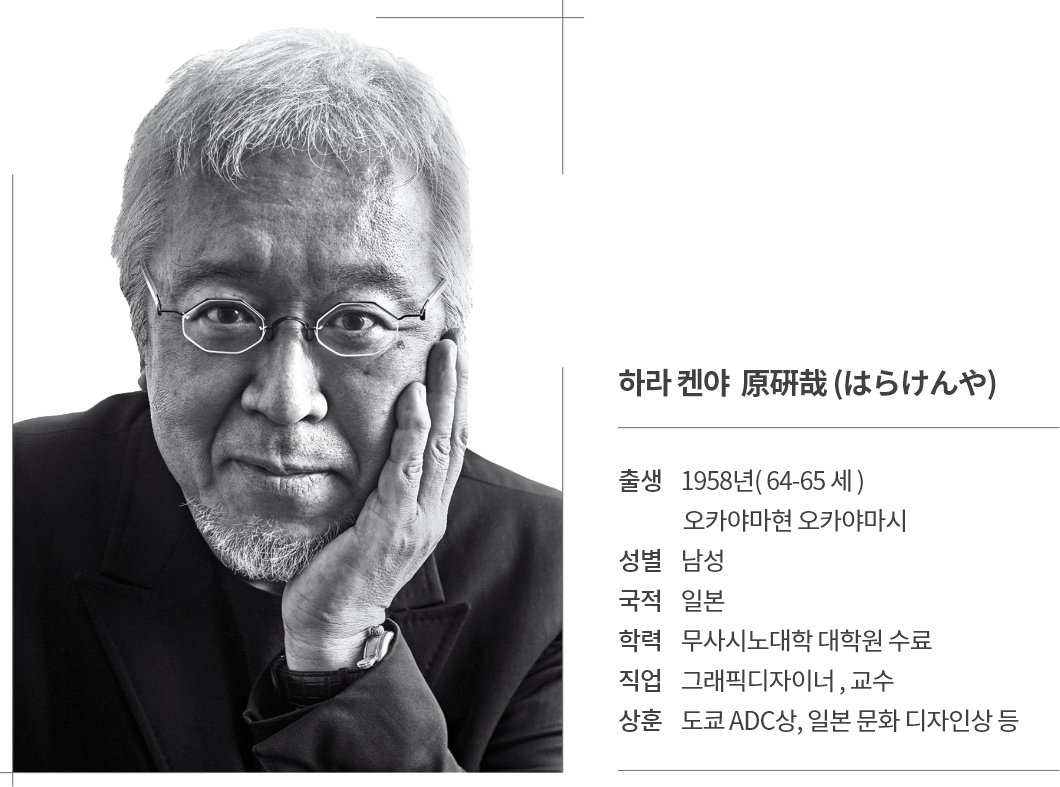 하라 켄야 原硏哉 (はらけんや)
출생 1958년( 64-65 세 )
오카야마현 오카야마시
성별 남성
국적 일본
학력 무사시노대학 대학원 수료
직업 그래픽디자이너 , 교수
상훈 도쿄 ADC상, 일본 문화 디자인상 등